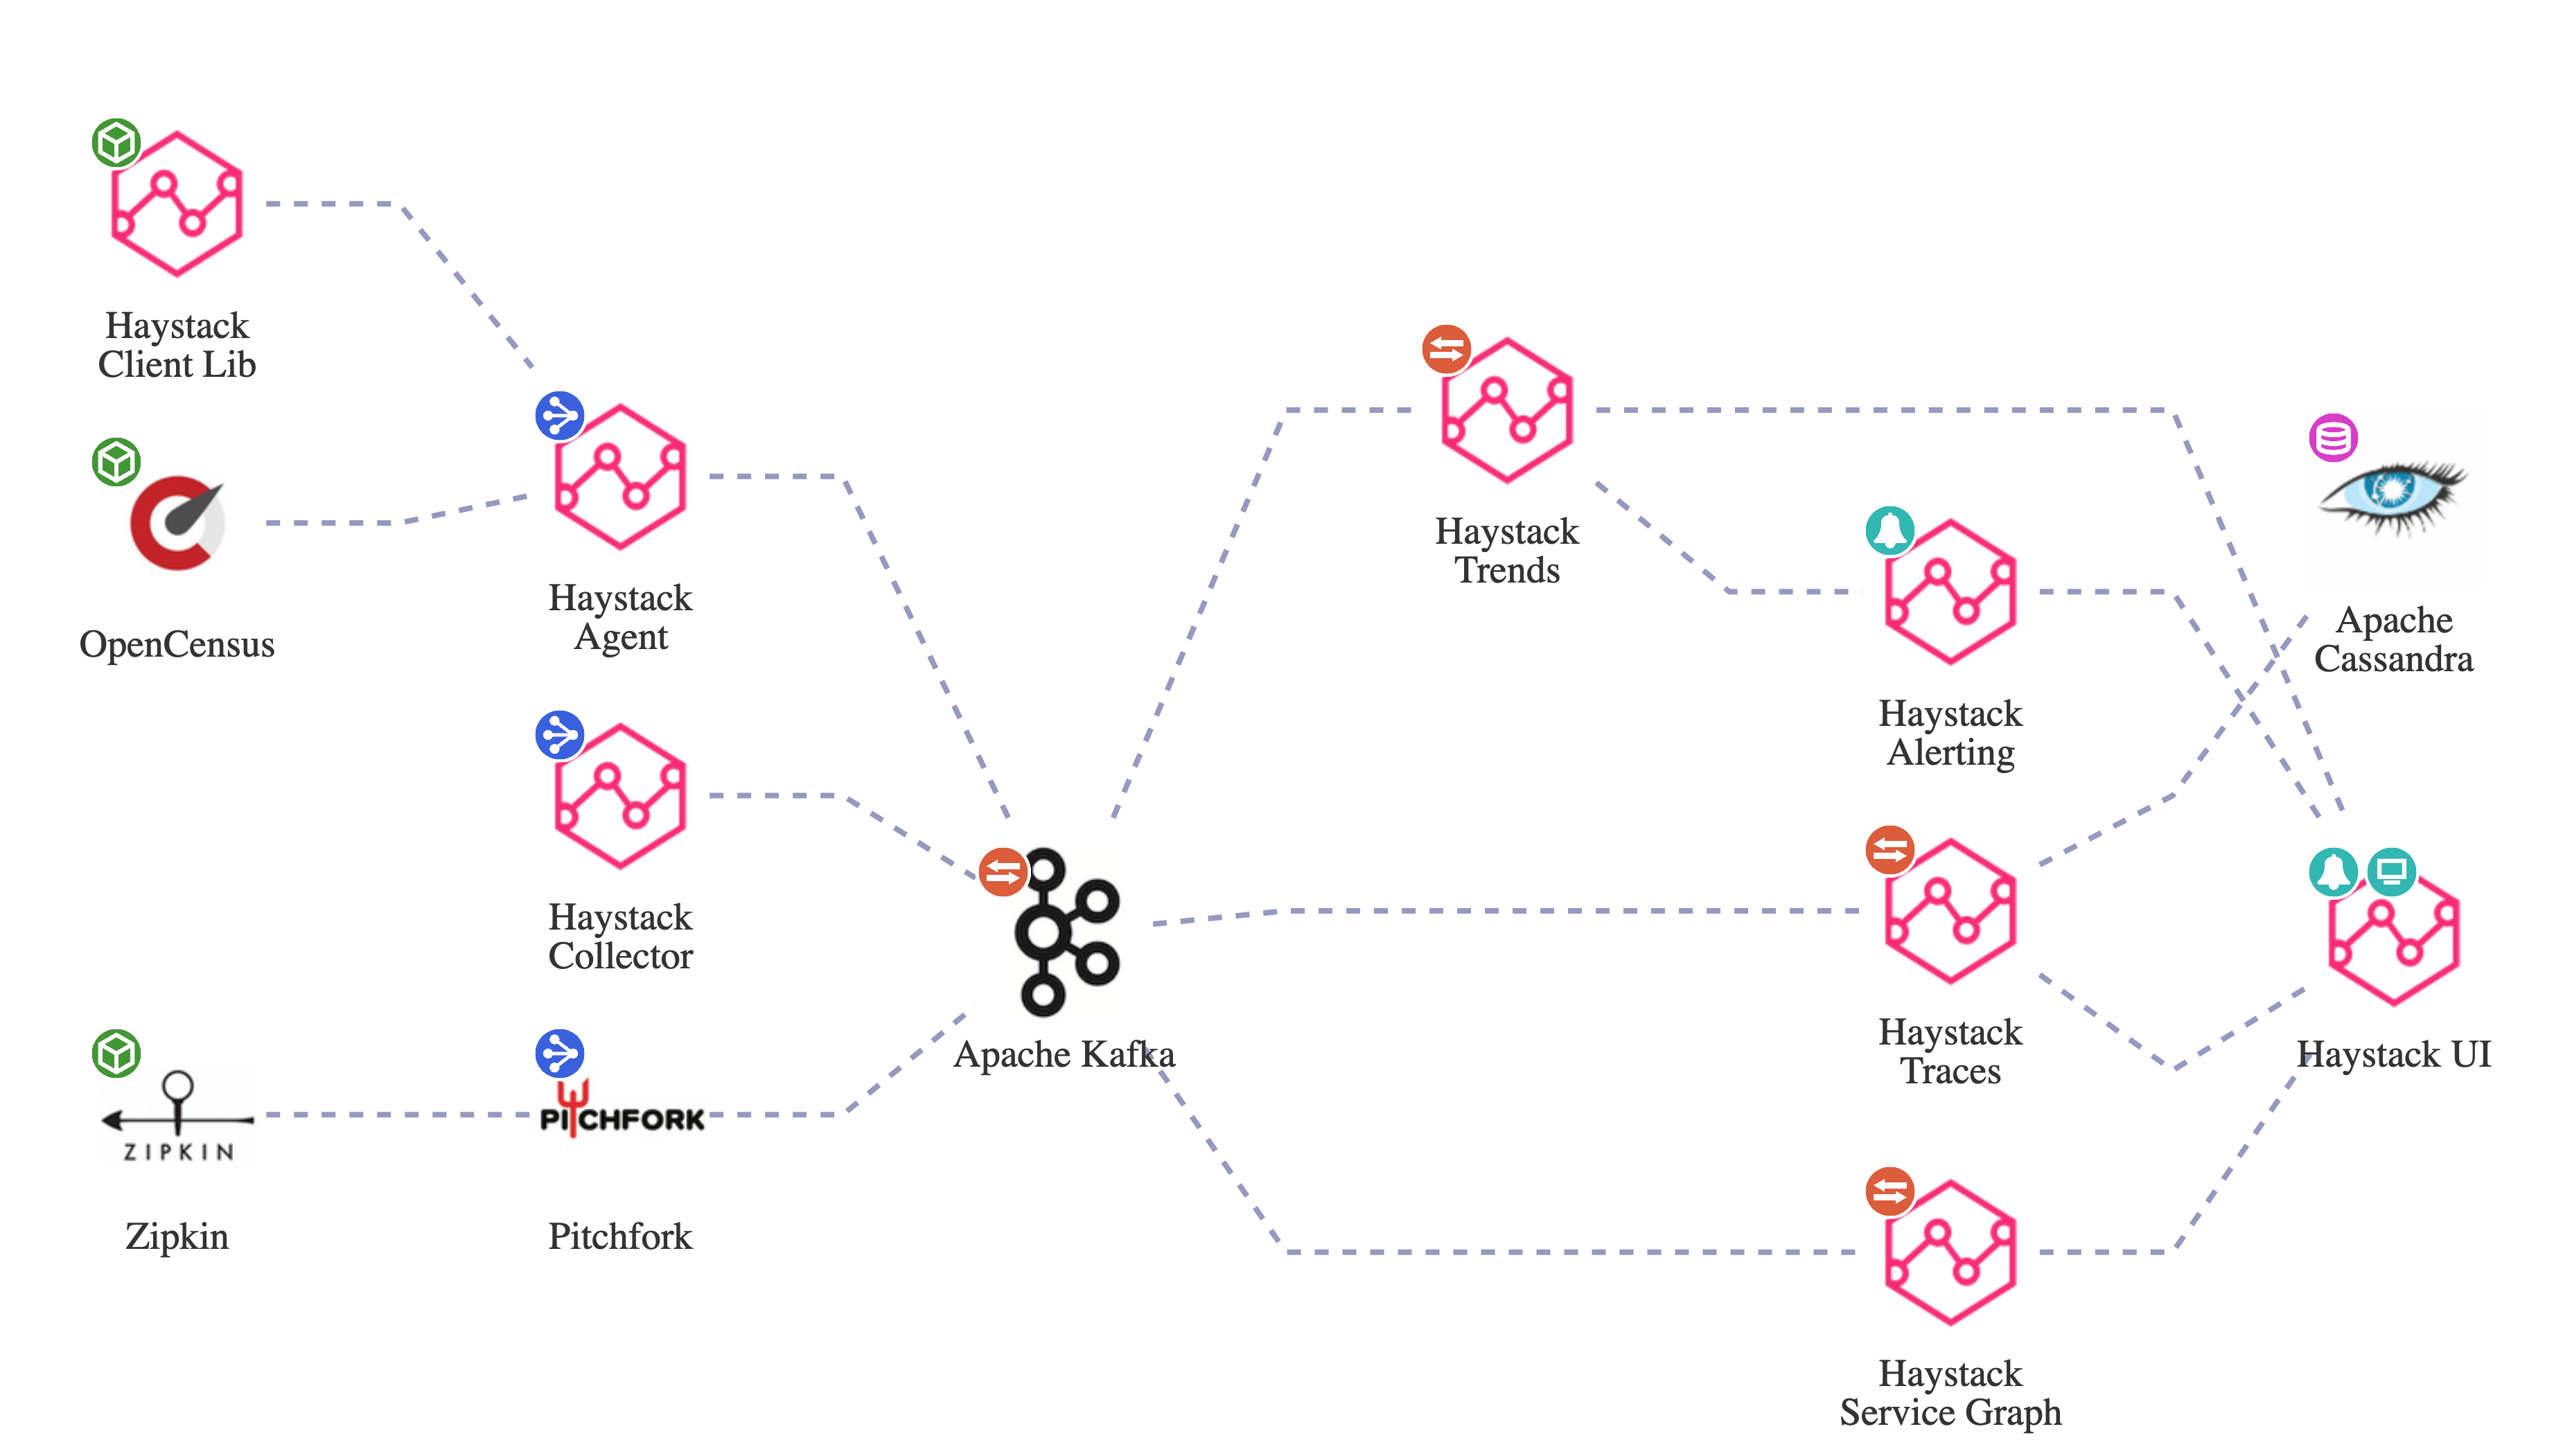 Haystack
Client Lib
OpenCensus
Haystack
Agent
Haystack
Collector
ZIPKIN
Zipkin
PITCHFORK
Pitchfork
Apache Kafka
Haystack
Trends
Haystack
Alerting
Haystack
Traces
Haystack
Service Graph
Apache
Cassandra
Haystack UI